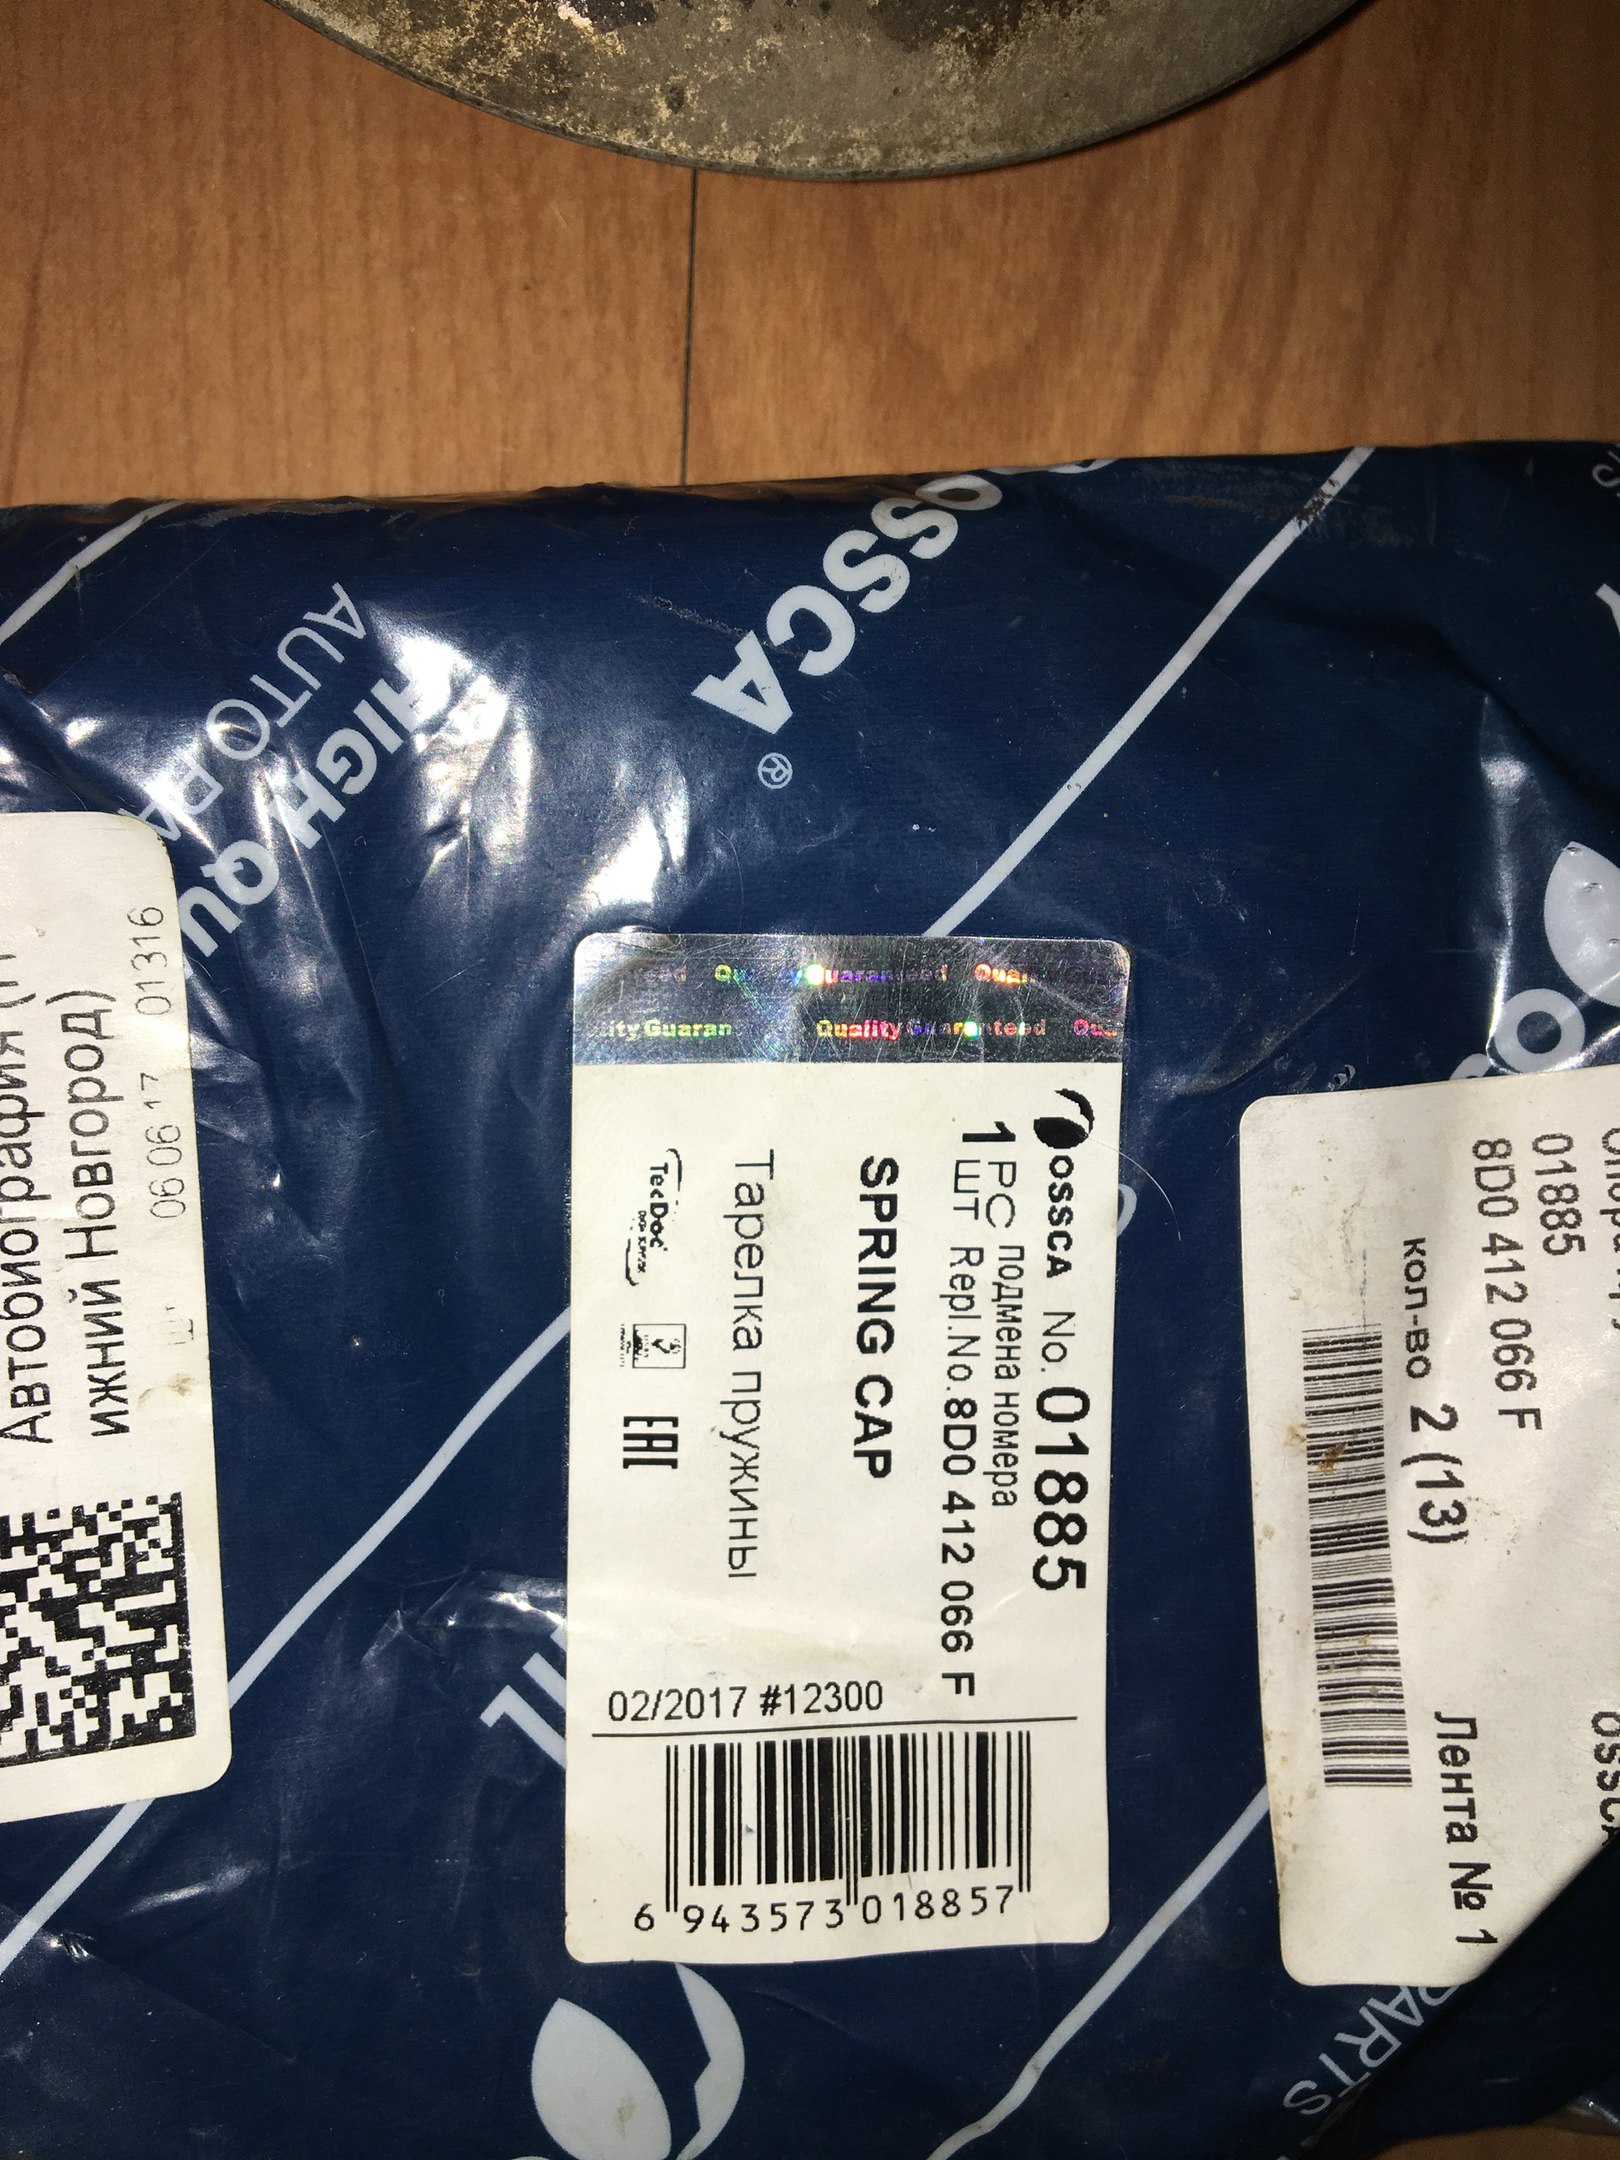 OSSCA®
HIGH QU
AUTO PA
Quality Guaranteed
Quality Guaranteed
OSSCA No. 01885
1 PC подмена номера
ШТ Repl.No. 8D0 412 066 F
SPRING CAP
Тарелка пружины
TecDoc
EAC
02/2017 #12300
6 943573 018857
Автобиография
ижний Новгород)
06 06 17 01316
01885
8D0 412 066 F
кол-во 2 (13)
Лента № 1
PARTS